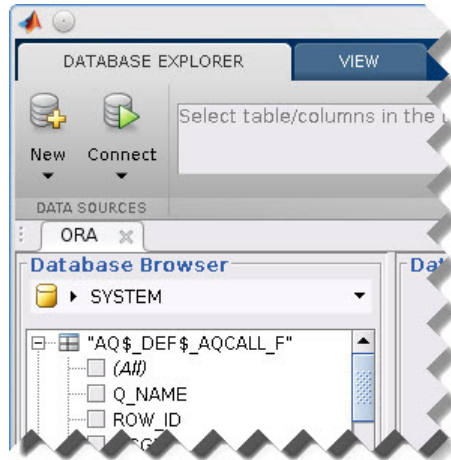 DATABASE EXPLORER VIEW
Select table/columns in the
New Connect
DATA SOURCES
ORA
Database Browser
SYSTEM
"AQ$_DEF$_AQCALL_F"
(All)
Q_NAME
ROW_ID